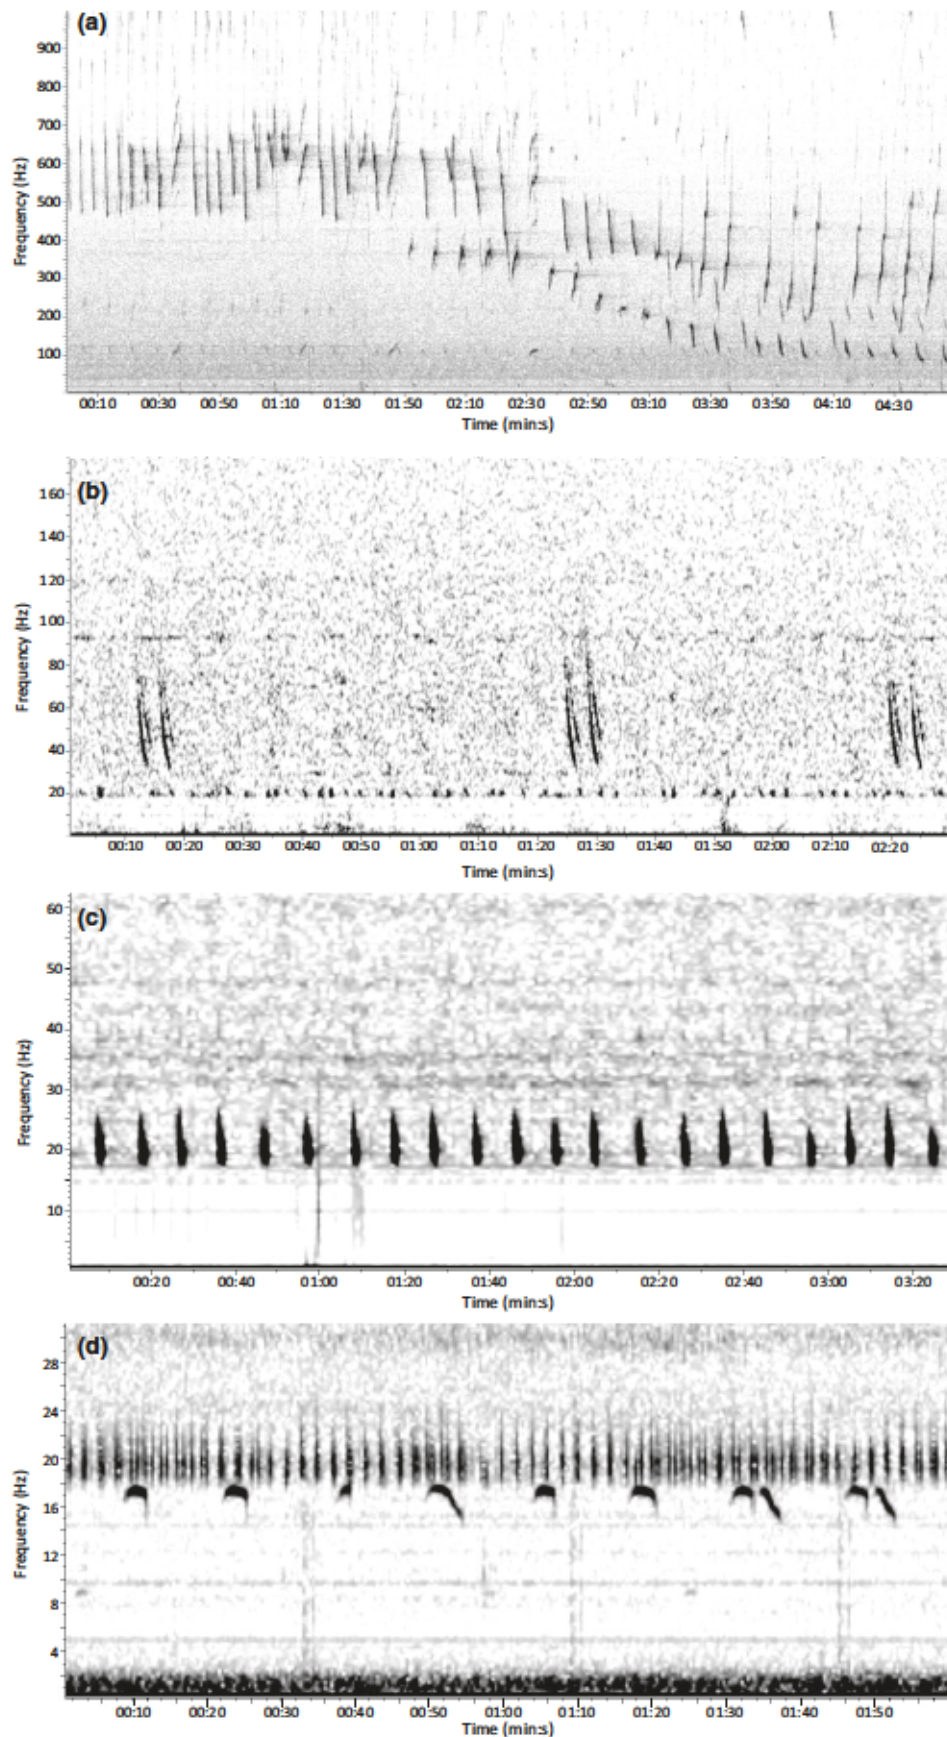 (a)
900
800
700
600
500
400
300
200
100
Frequency (Hz)
00:10 00:30 00:50 01:10 01:30 01:50 02:10 02:30 02:50 03:10 03:30 03:50 04:10 04:30
Time (min:s)
(b)
160
140
120
100
80
60
40
20
Frequency (Hz)
00:10 00:20 00:30 00:40 00:50 01:00 01:10 01:20 01:30 01:40 01:50 02:00 02:10 02:20
Time (min:s)
(c)
60
50
40
30
20
10
Frequency (Hz)
00:20 00:40 01:00 01:20 01:40 02:00 02:20 02:40 03:00 03:20
Time (min:s)
(d)
28
24
20
16
12
8
4
Frequency (Hz)
00:10 00:20 00:30 00:40 00:50 01:00 01:10 01:20 01:30 01:40 01:50
Time (min:s)